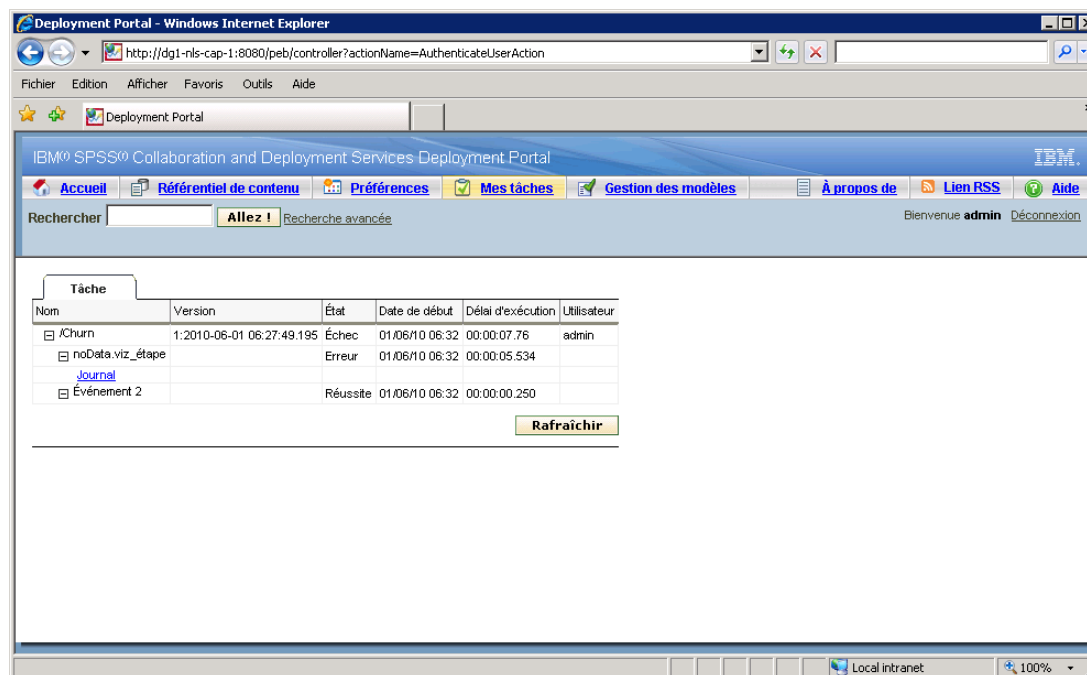 Deployment Portal - Windows Internet Explorer
http://dg1-nls-cap-1:8080/peb/controller?actionName=AuthenticateUserAction
Fichier Edition Afficher Favoris Outils Aide
Deployment Portal
IBM® SPSS® Collaboration and Deployment Services Deployment Portal IBM.
Accueil Référentiel de contenu Préférences Mes tâches Gestion des modèles À propos de Lien RSS Aide
Rechercher Allez ! Recherche avancée Bienvenue admin Déconnexion
Tâche
Nom Version État Date de début Délai d'exécution Utilisateur
/Churn 1:2010-06-01 06:27:49.195 Échec 01/06/10 06:32 00:00:07.76 admin
noData.viz_étape Erreur 01/06/10 06:32 00:00:05.534
Journal
Événement 2 Réussite 01/06/10 06:32 00:00:00.250
Rafraîchir
Local intranet 100%